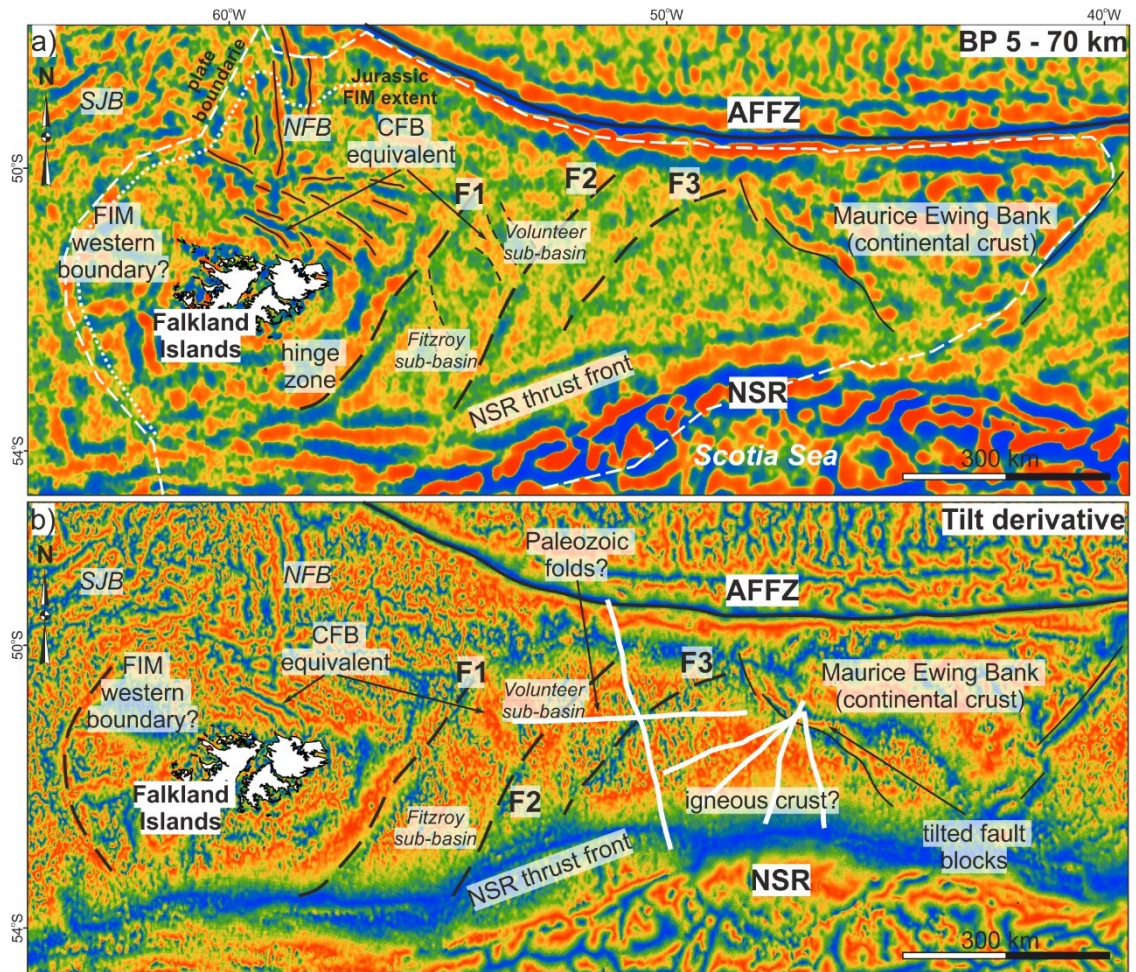 60°W
50°W
40°W
a)
BP 5 - 70 km
N
plate
boundarie
SJB
NFB
Jurassic
FIM extent
CFB
equivalent
AFFZ
50°S
F1
F2
F3
FIM
western
boundary?
Volunteer
sub-basin
Maurice Ewing Bank
(continental crust)
Falkland
Islands
hinge
zone
Fitzroy
sub-basin
NSR thrust front
NSR
54°S
Scotia Sea
300 km
b)
Tilt derivative
N
Paleozoic
folds?
SJB
NFB
AFFZ
50°S
CFB
equivalent
F1
F3
FIM
western
boundary?
Volunteer
sub-basin
Maurice Ewing Bank
(continental crust)
Falkland
Islands
F2
igneous crust?
Fitzroy
sub-basin
tilted fault
blocks
NSR thrust front
NSR
54°S
300 km